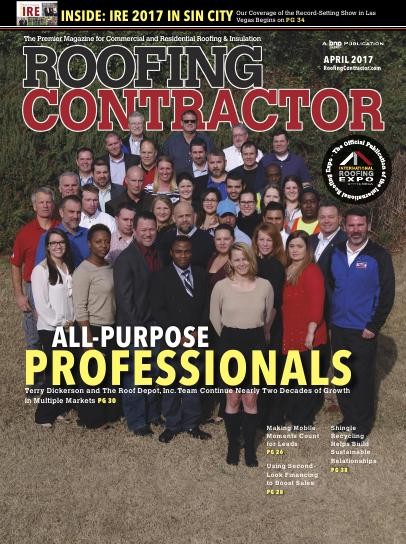 IRE
INSIDE: IRE 2017 IN SIN CITY
Our Coverage of the Record-Setting Show in Las
Vegas Begins on PG 34
The Premier Magazine for Commercial and Residential Roofing & Insulation
A bnp PUBLICATION
ROOFING
CONTRACTOR
APRIL 2017
RoofingContractor.com
The Official Publication of the International Roofing Expo
INTERNATIONAL
ROOFING
EXPO
ALL-PURPOSE
PROFESSIONALS
Terry Dickerson and The Roof Depot, Inc. Team Continue Nearly Two Decades of Growth
in Multiple Markets PG 30
Making Mobile
Moments Count
for Leads
PG 26
Using Second-
Look Financing
to Boost Sales
PG 28
Shingle
Recycling
Helps Build
Sustainable
Relationships
PG 38